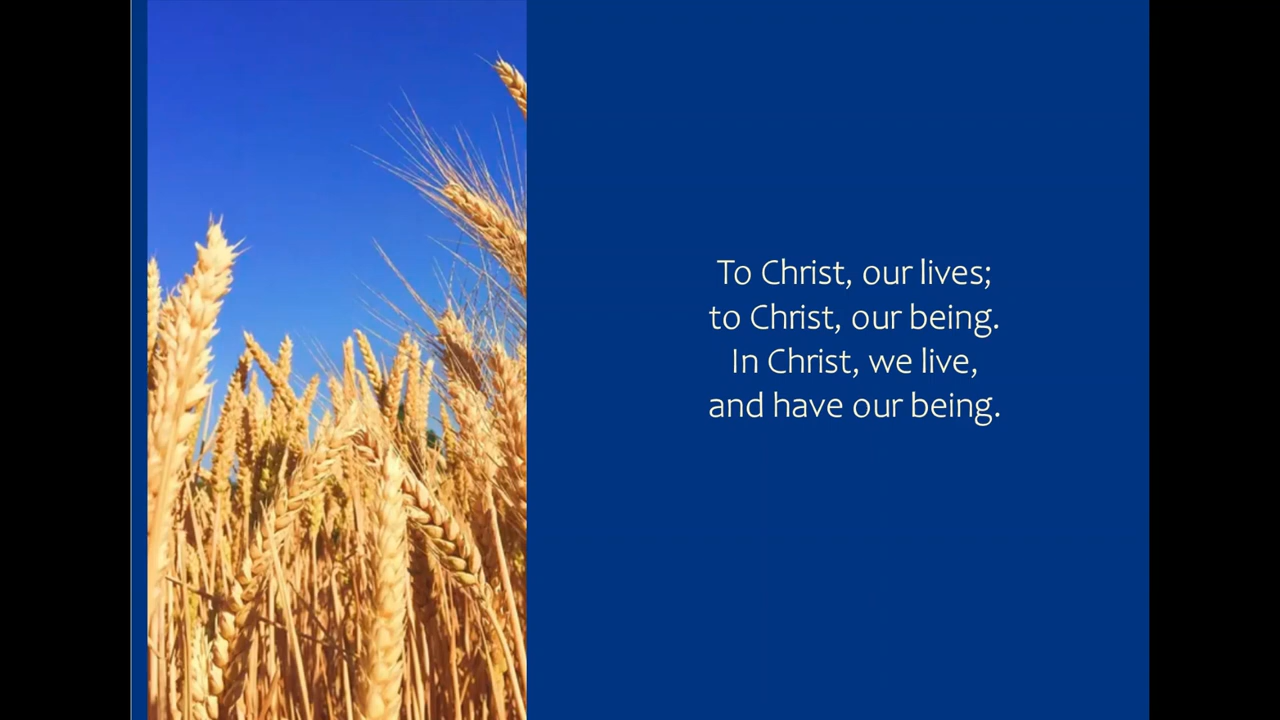 To Christ, our lives;
to Christ, our being.
In Christ, we live,
and have our being.